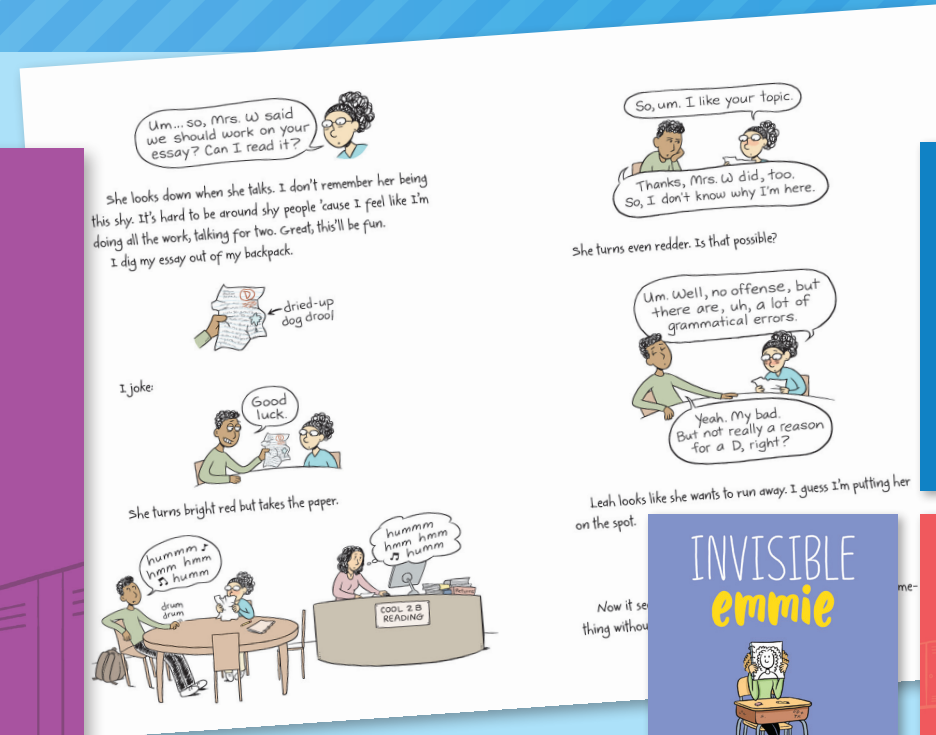 Um... so, Mrs. W said
we should work on your
essay? Can I read it?
She looks down when she talks. I don't remember her being
this shy. It's hard to be around shy people 'cause I feel like I'm
doing all the work, talking for two. Great, this'll be fun.
I dig my essay out of my backpack.
D
dried-up
dog drool
I joke:
Good
luck.
She turns bright red but takes the paper.
hummm ♪
hmm hmm
♫ humm
drum
drum
hummm
hmm hmm
♫ humm
COOL 2 B
READING
So, um. I like your topic.
Thanks, Mrs. W did, too.
So, I don't know why I'm here.
She turns even redder. Is that possible?
Um. Well, no offense, but
there are, uh, a lot of
grammatical errors.
Yeah. My bad.
But not really a reason
for a D, right?
Leah looks like she wants to run away. I guess I'm putting her
on the spot.
Now it
thing
INVISIBLE
emmie